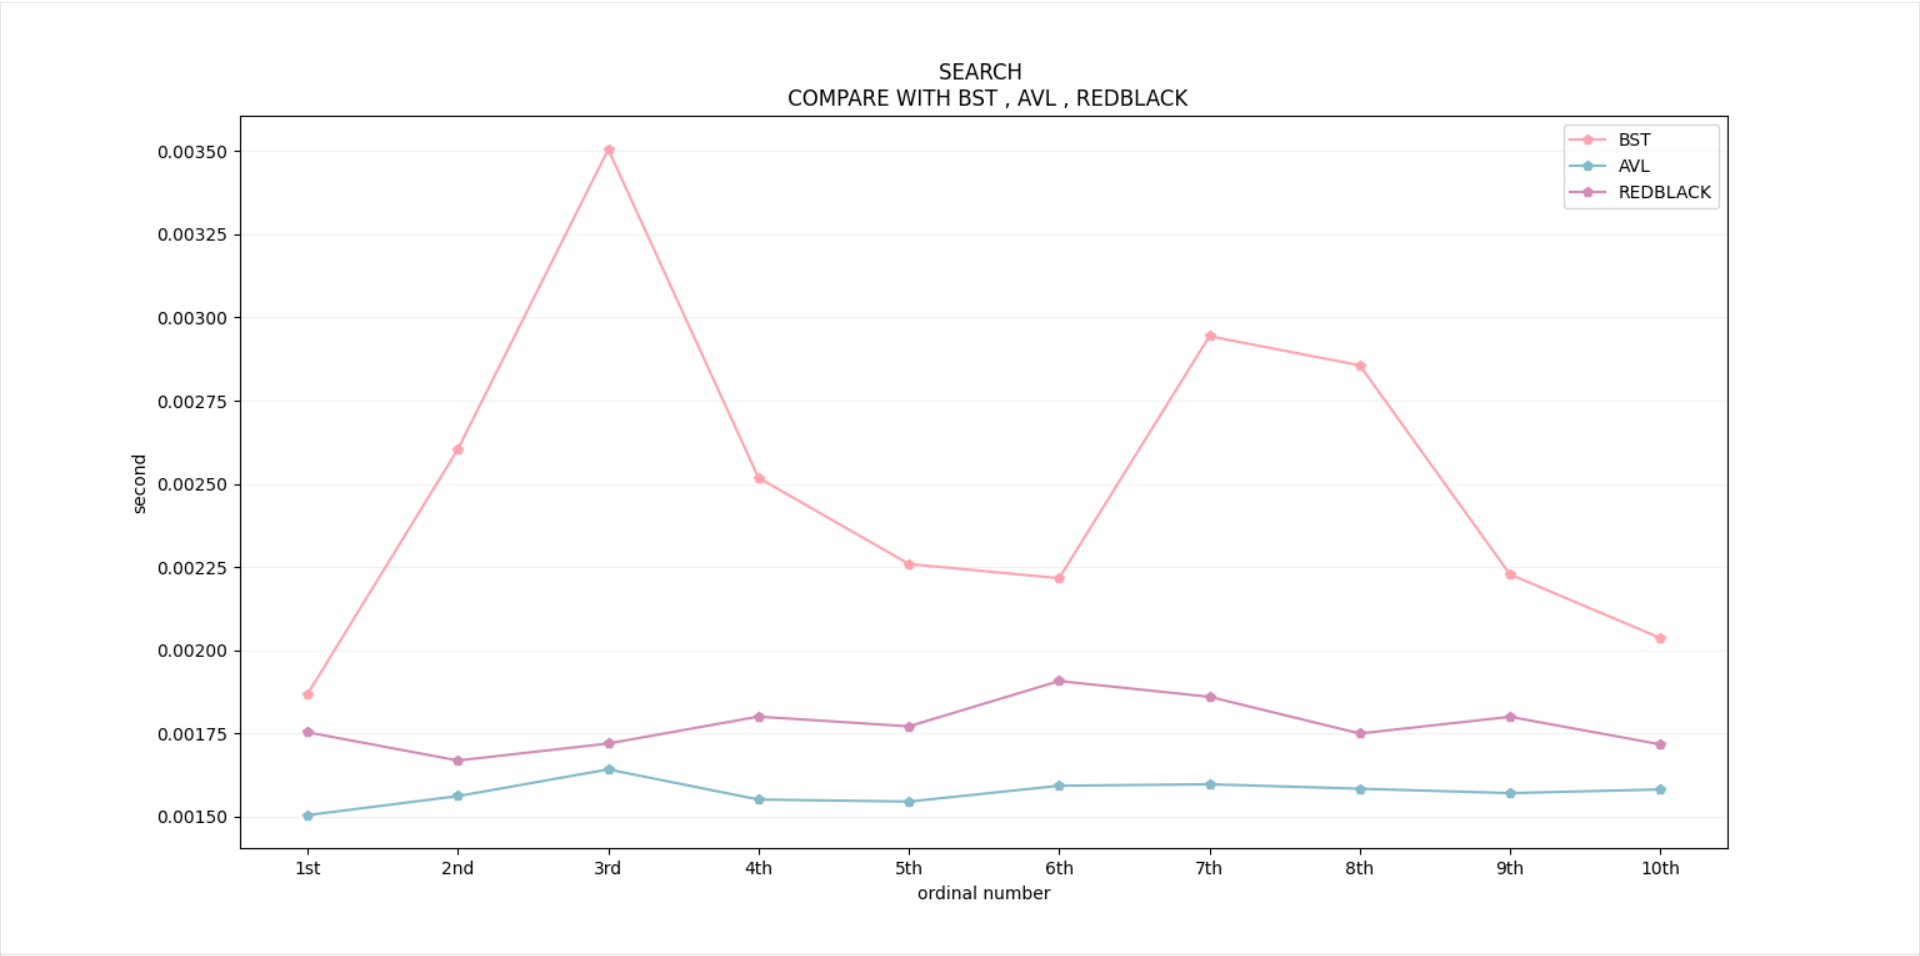 SEARCH
COMPARE WITH BST , AVL , REDBLACK
BST
AVL
REDBLACK
0.00350
0.00325
0.00300
0.00275
0.00250
0.00225
0.00200
0.00175
0.00150
second
1st 2nd 3rd 4th 5th 6th 7th 8th 9th 10th
ordinal number